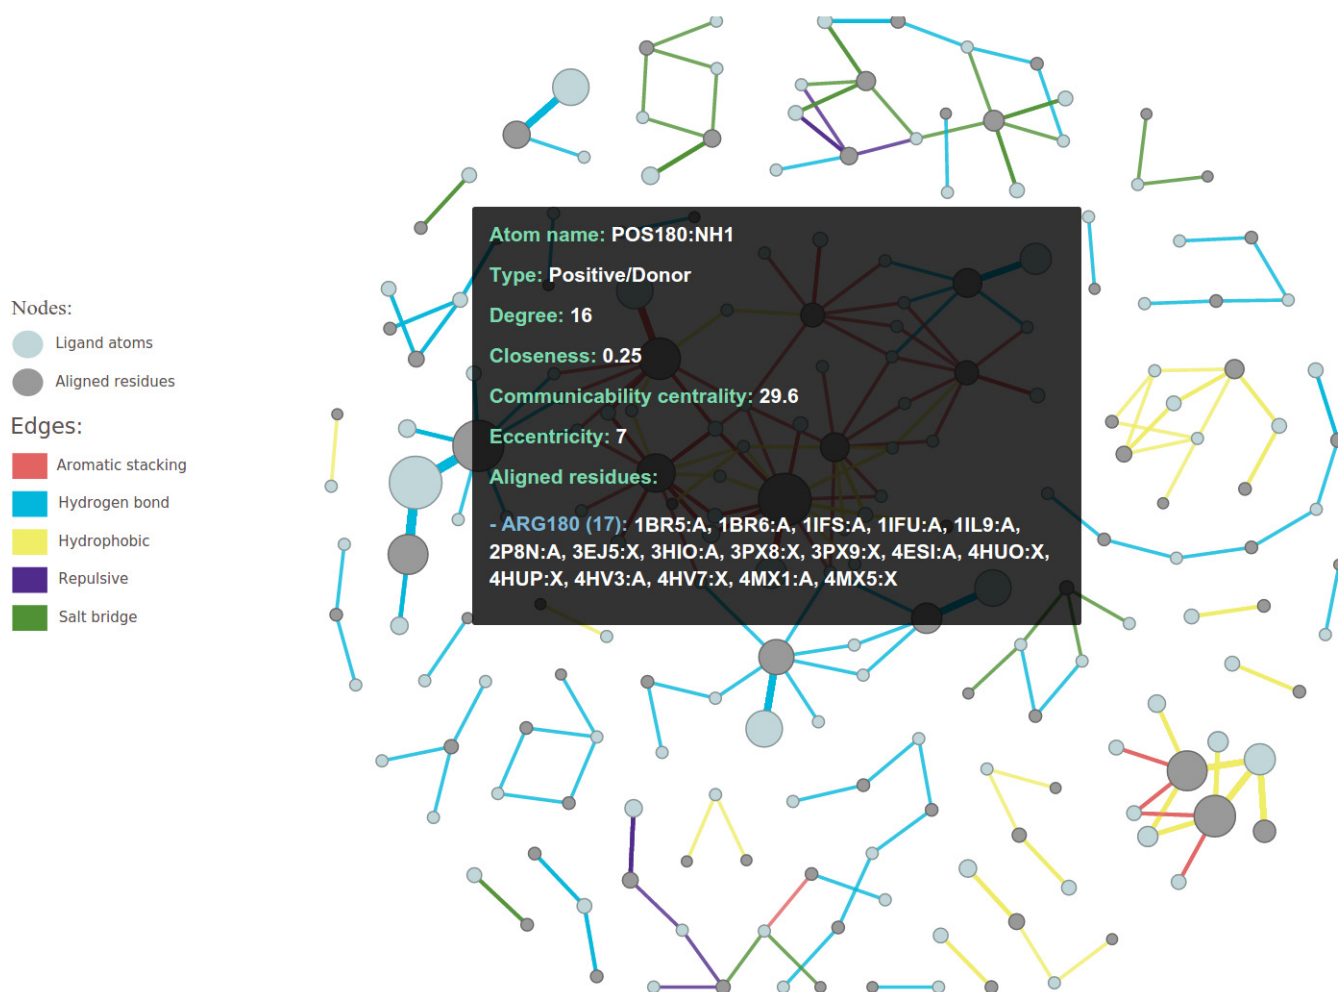 Nodes:
Ligand atoms
Aligned residues
Edges:
Aromatic stacking
Hydrogen bond
Hydrophobic
Repulsive
Salt bridge
Atom name: POS180:NH1
Type: Positive/Donor
Degree: 16
Closeness: 0.25
Communicability centrality: 29.6
Eccentricity: 7
Aligned residues:
- ARG180 (17): 1BR5:A, 1BR6:A, 1IFS:A, 1IFU:A, 1IL9:A,
2P8N:A, 3EJ5:X, 3HIO:A, 3PX8:X, 3PX9:X, 4ESI:A, 4HUO:X,
4HUP:X, 4HV3:A, 4HV7:X, 4MX1:A, 4MX5:X